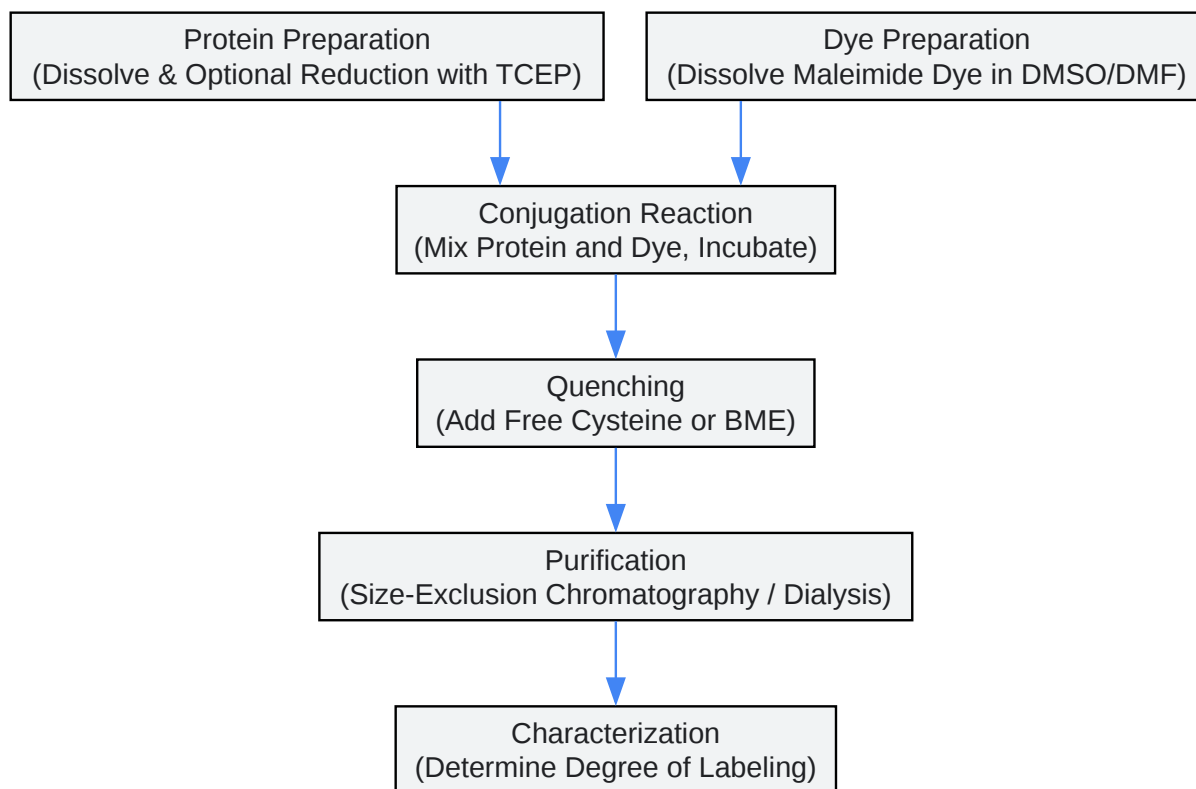 Protein Preparation
(Dissolve & Optional Reduction with TCEP)
Dye Preparation
(Dissolve Maleimide Dye in DMSO/DMF)
Conjugation Reaction
(Mix Protein and Dye, Incubate)
Quenching
(Add Free Cysteine or BME)
Purification
(Size-Exclusion Chromatography / Dialysis)
Characterization
(Determine Degree of Labeling)